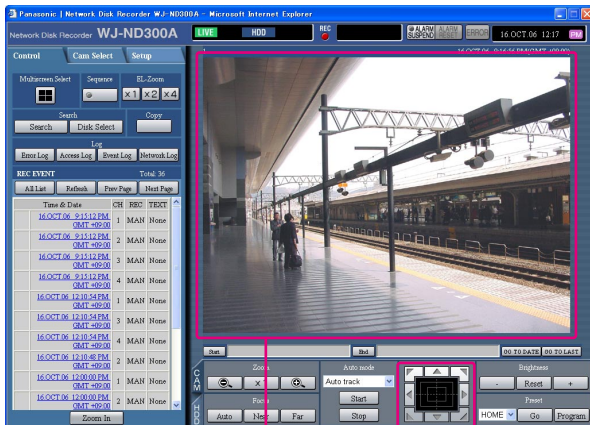 Panasonic | Network Disk Recorder WJ-ND300A - Microsoft Internet Explorer
Network Disk Recorder WJ-ND300A
LIVE HDD REC ALARM SUSPEND ALARM RESET ERROR 16.OCT.06 12:17 PM
Control Cam Select Setup
Multiscreen Select Sequence EL-Zoom
x1 x2 x4
Search Copy
Search Disk Select
Log
Error Log Access Log Event Log Network Log
REC EVENT Total: 36
All List Refresh Prev Page Next Page
Time & Date CH REC TEXT
16.OCT.06 9:15:12 PM GMT +09:00 1 MAN None
16.OCT.06 9:15:12 PM GMT +09:00 2 MAN None
16.OCT.06 9:15:12 PM GMT +09:00 3 MAN None
16.OCT.06 9:15:12 PM GMT +09:00 4 MAN None
16.OCT.06 12:10:54 PM GMT +09:00 1 MAN None
16.OCT.06 12:10:54 PM GMT +09:00 3 MAN None
16.OCT.06 12:10:54 PM GMT +09:00 4 MAN None
16.OCT.06 12:10:48 PM GMT +09:00 2 MAN None
16.OCT.06 12:00:00 PM GMT +09:00 1 MAN None
16.OCT.06 12:00:00 PM GMT +09:00 2 MAN None
Zoom In
1
Start End GO TO DATE GO TO LAST
CAM
HDD
Zoom Auto mode Brightness
x1 Auto track - Reset +
Focus Start Preset
Auto Near Far Stop HOME Go Program